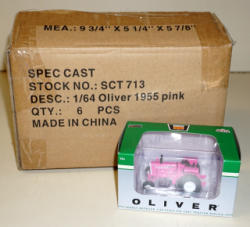 MEA.: 9 3/4" X 5 1/4" X 5 7/8"
SPEC CAST
STOCK NO.: SCT 713
DESC.: 1/64 Oliver 1955 pink
QTY.: 6 PCS
MADE IN CHINA
OLIVER